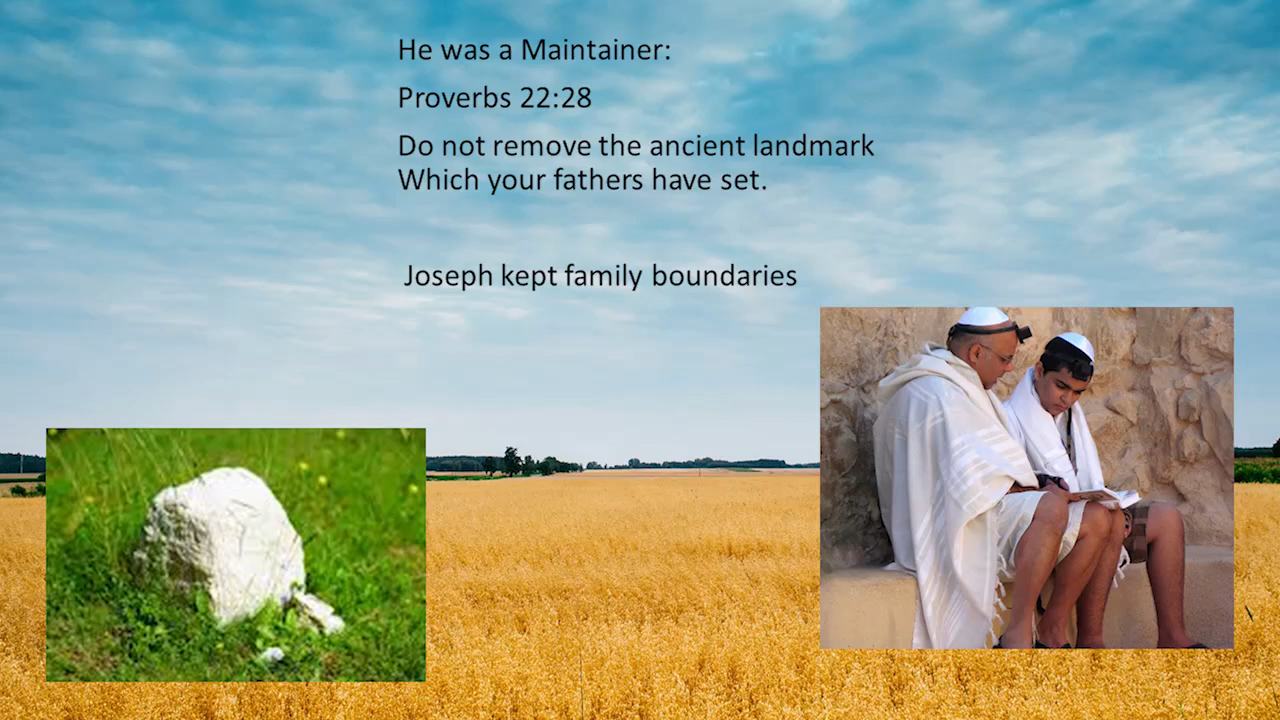 He was a Maintainer:
Proverbs 22:28
Do not remove the ancient landmark
Which your fathers have set.
Joseph kept family boundaries